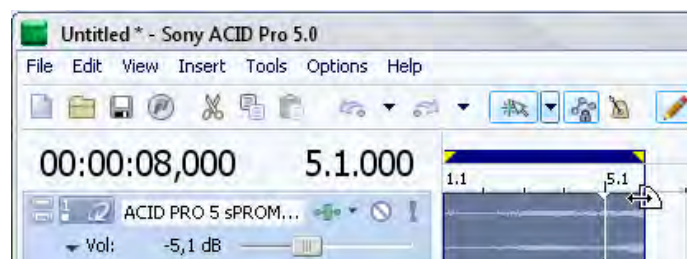 Untitled * - Sony ACID Pro 5.0
File Edit View Insert Tools Options Help
00:00:08,000 5.1.000
1.1 5.1
1 ACID PRO 5 sPROM...
Vol: -5,1 dB